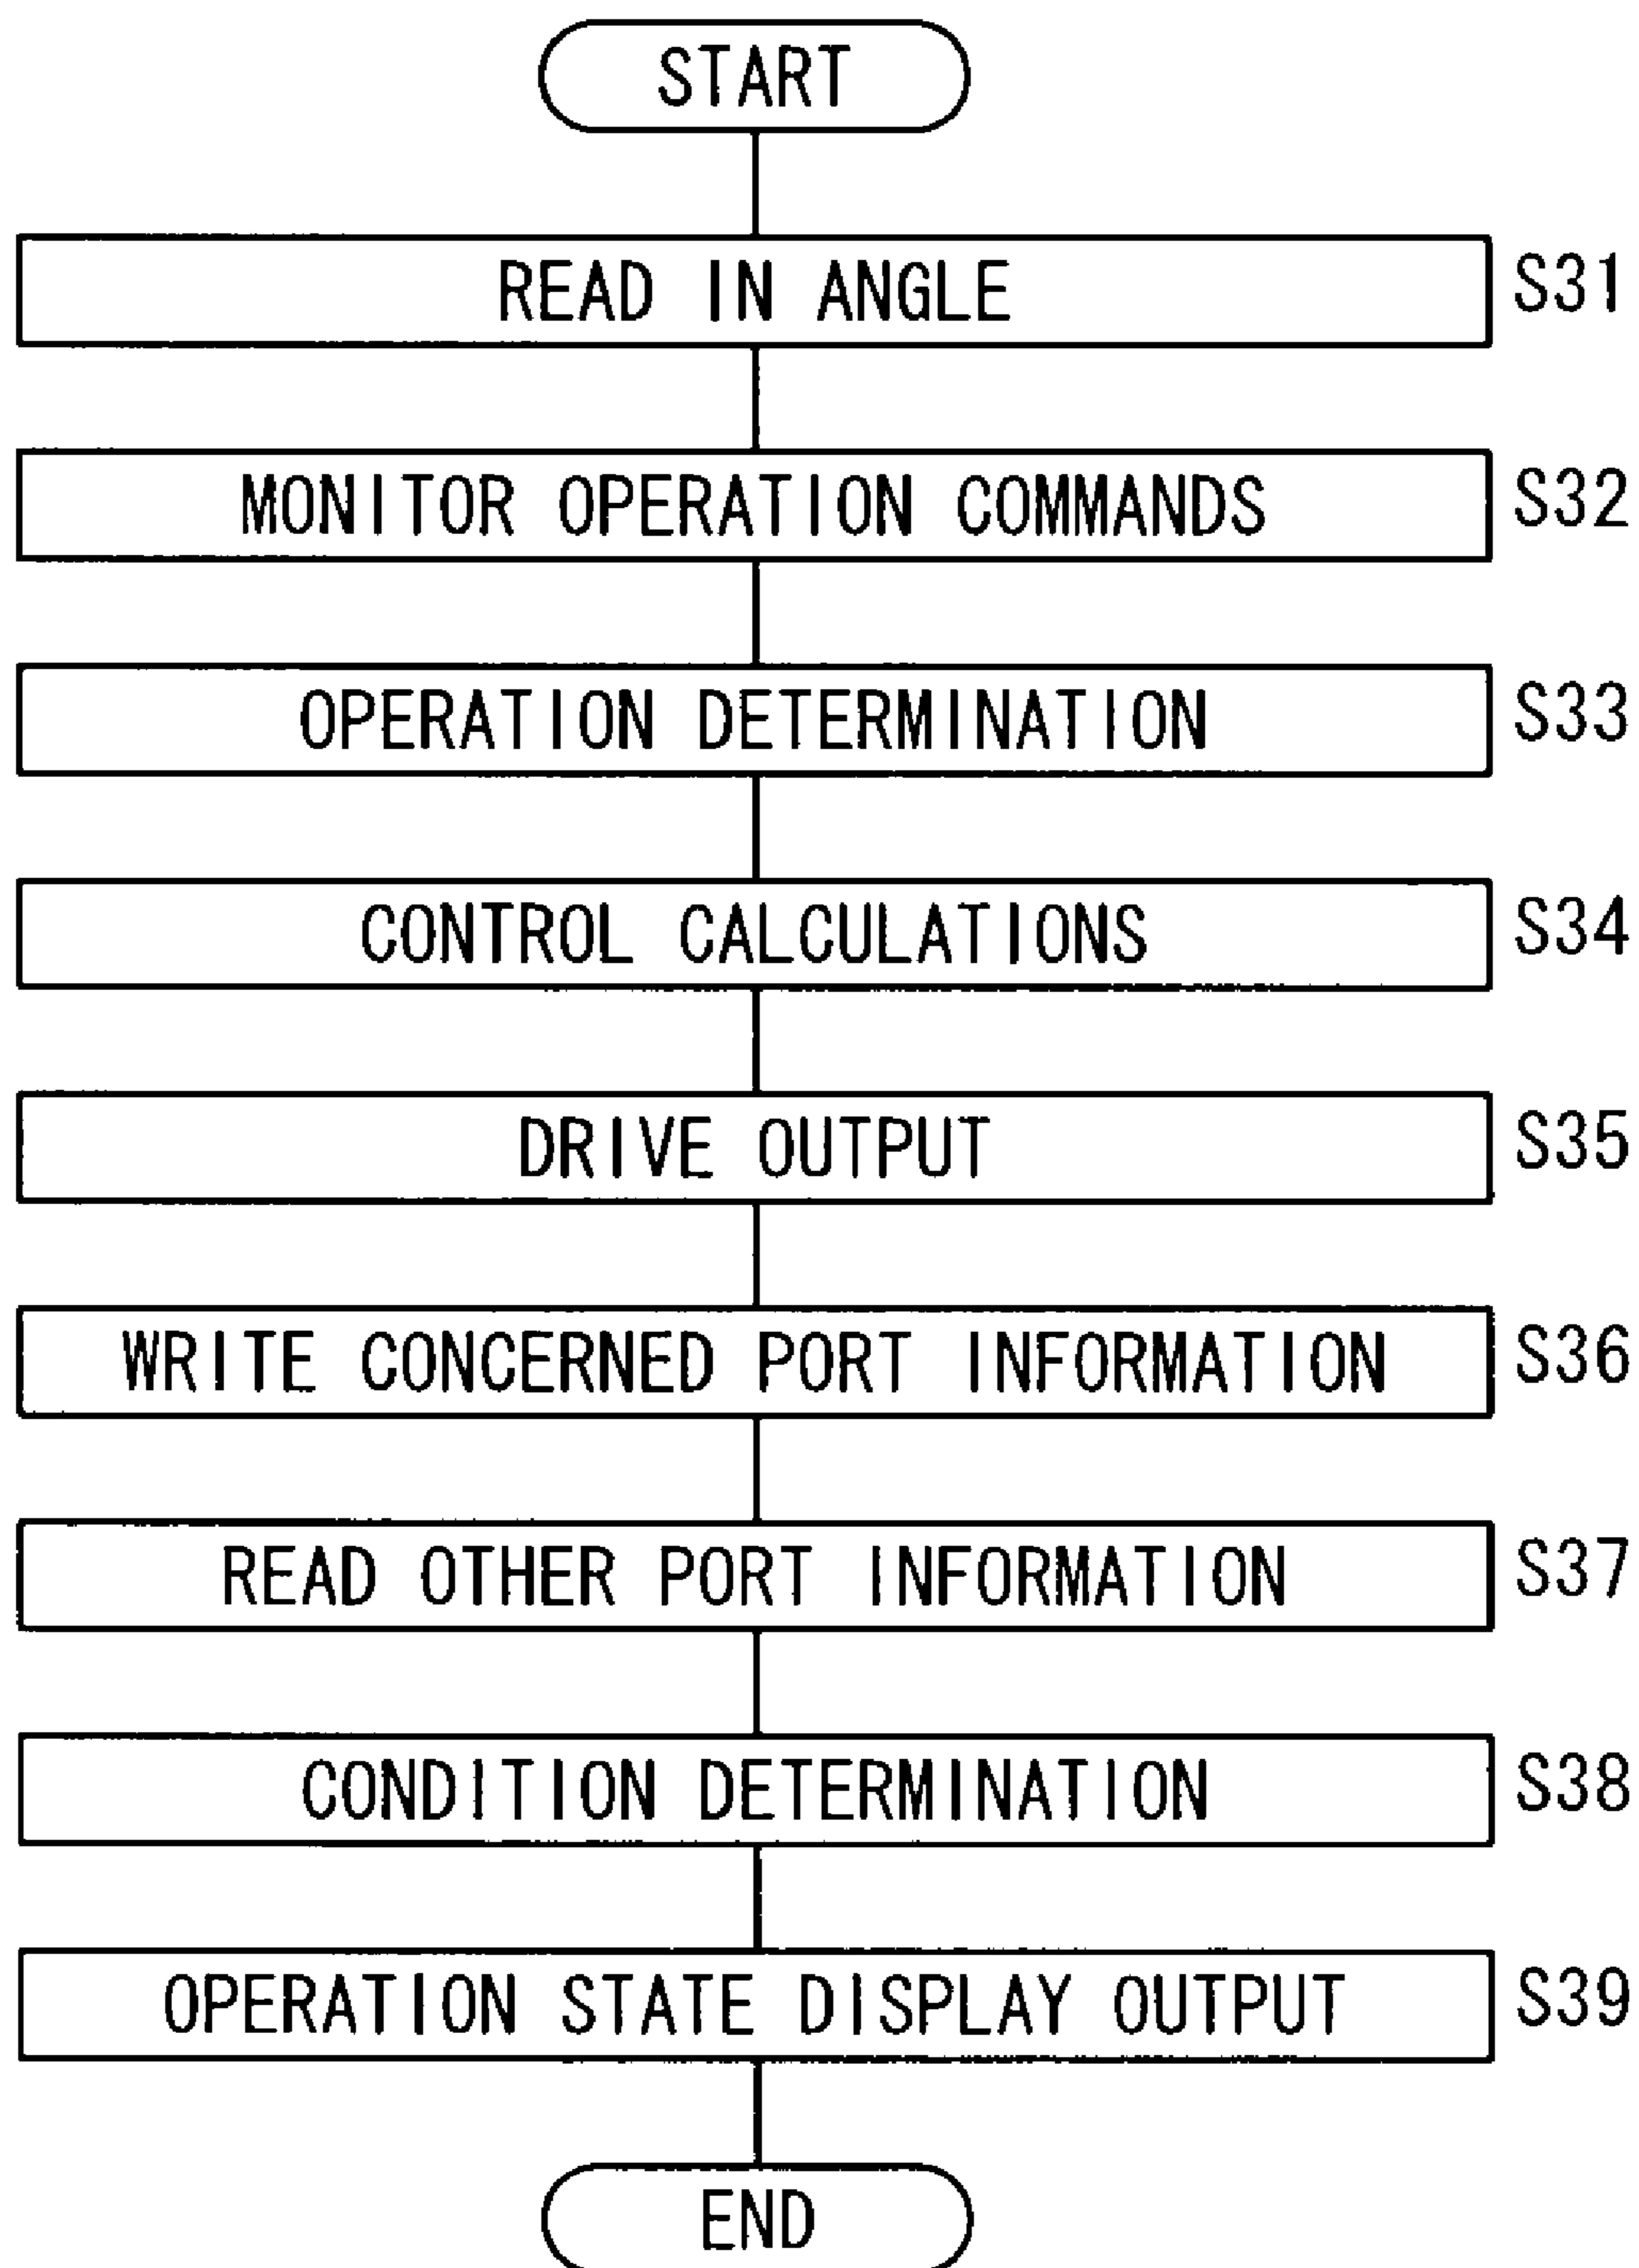 START
READ IN ANGLE S31
MONITOR OPERATION COMMANDS S32
OPERATION DETERMINATION S33
CONTROL CALCULATIONS S34
DRIVE OUTPUT S35
WRITE CONCERNED PORT INFORMATION S36
READ OTHER PORT INFORMATION S37
CONDITION DETERMINATION S38
OPERATION STATE DISPLAY OUTPUT S39
END